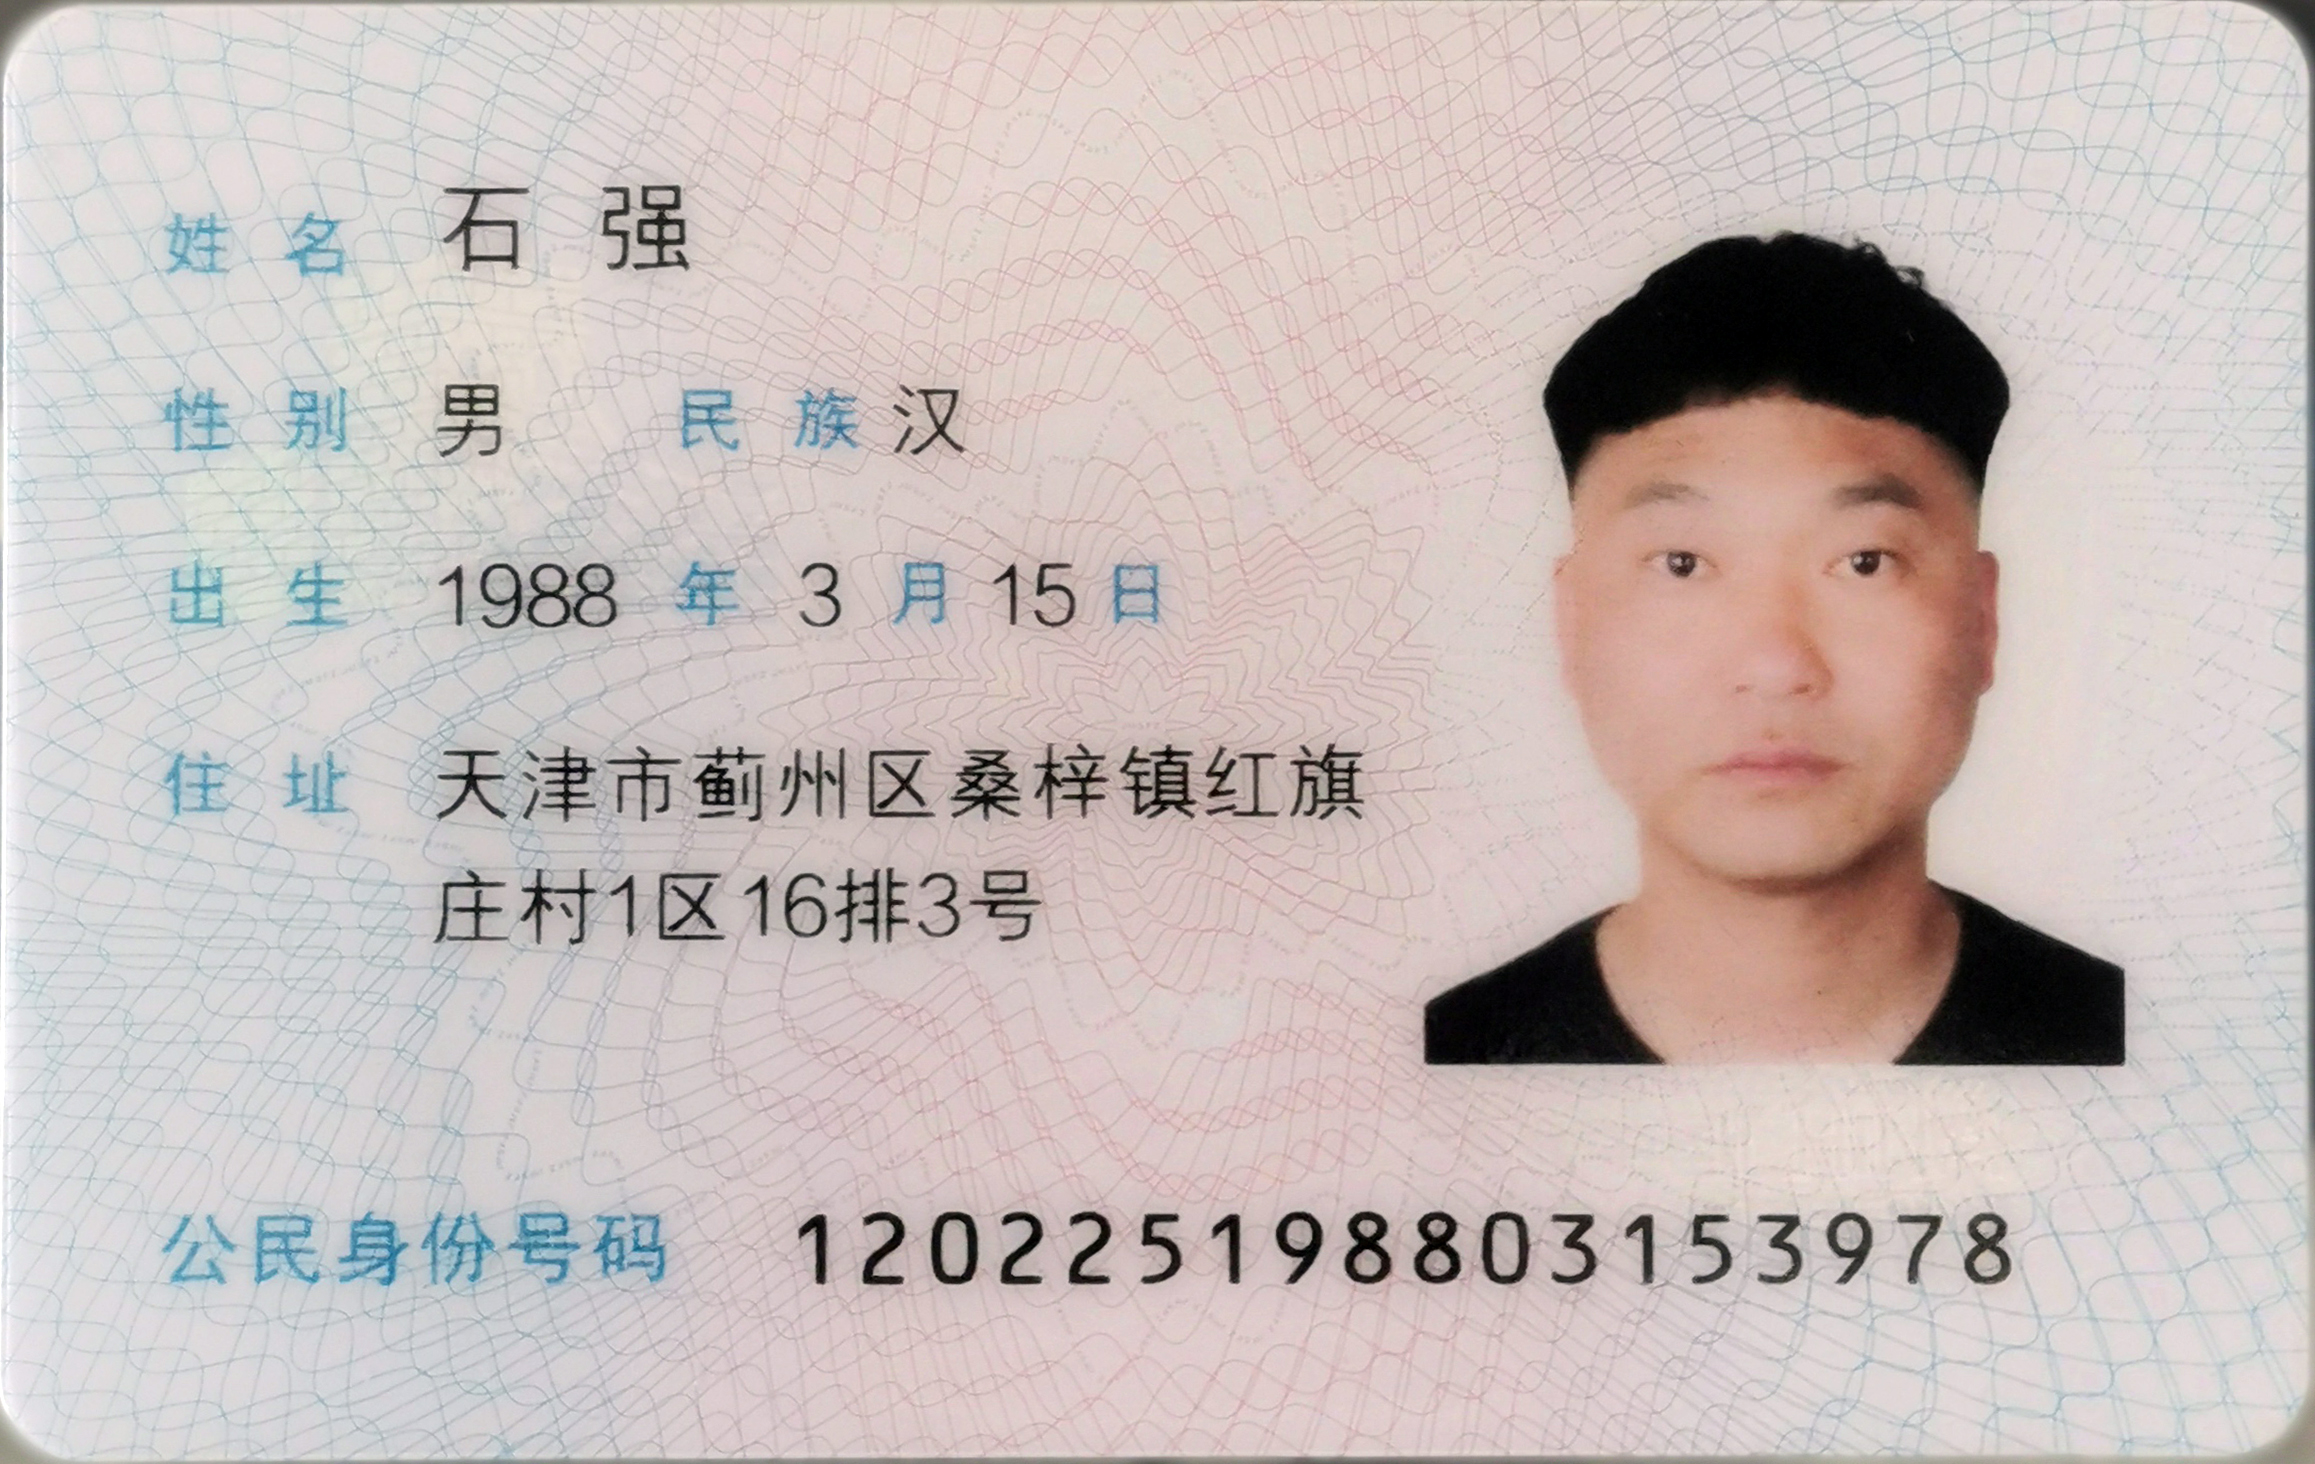 姓名 石强
性别 男 民族 汉
出生 1988 年 3 月 15 日
住址 天津市蓟州区桑梓镇红旗
庄村1区16排3号
公民身份号码 120225198803153978